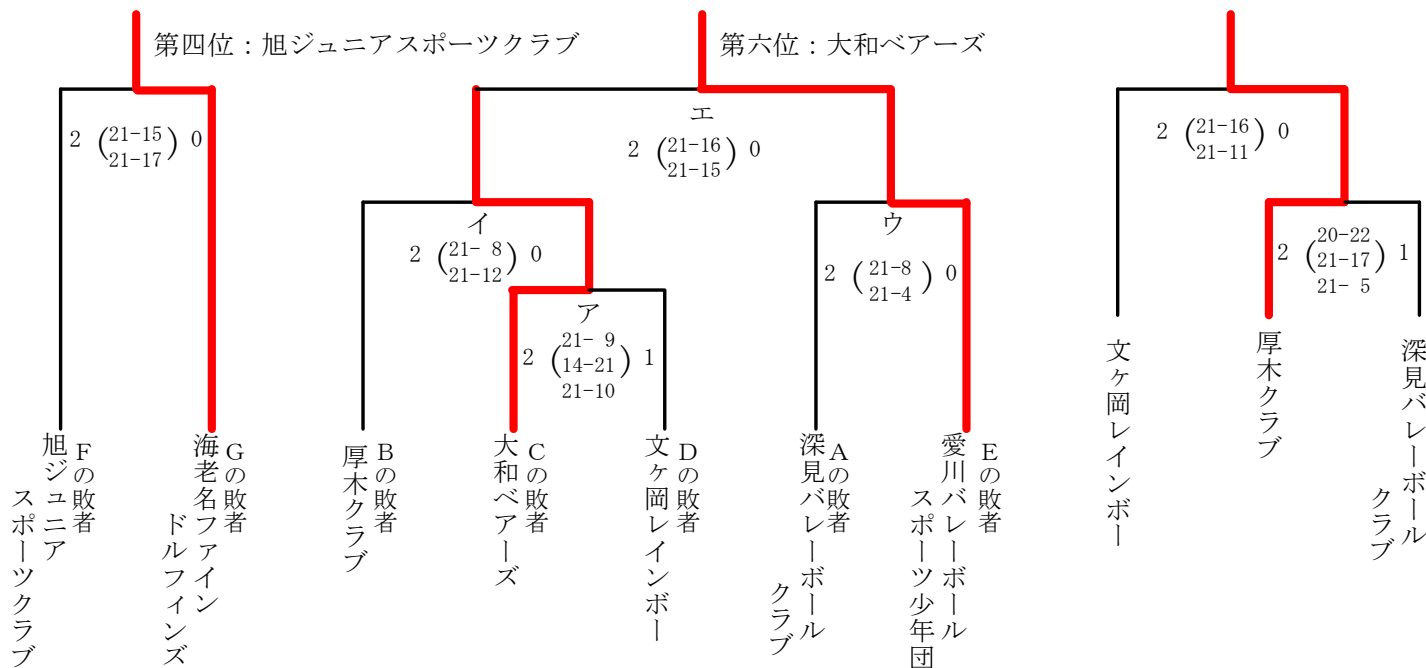 第四位：旭ジュニアスポーツクラブ
第六位：大和ベアーズ
2 (21-15 21-17) 0
エ
2 (21-16 21-15) 0
2 (21-16 21-11) 0
イ
2 (21- 8 21-12) 0
ウ
2 (21-8 21-4) 0
2 (20-22 21-17 21- 5) 1
ア
2 (21- 9 14-21 21-10) 1
Fの敗者
旭ジュニア
スポーツクラブ
Gの敗者
海老名ファイン
ドルフィンズ
Bの敗者
厚木クラブ
Cの敗者
大和ベアーズ
Dの敗者
文ヶ岡レインボー
Aの敗者
深見バレーボール
クラブ
Eの敗者
愛川バレーボール
スポーツ少年団
文ヶ岡レインボー
厚木クラブ
深見バレーボール
クラブ